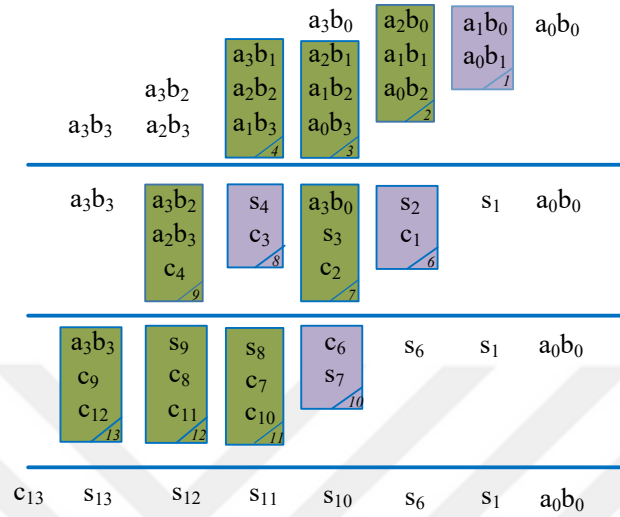 a₃b₀ a₂b₀ a₁b₀ a₀b₀
a₃b₁ a₂b₁ a₁b₁ a₀b₁
1
a₃b₂ a₂b₂ a₁b₂ a₀b₂
2
a₃b₃ a₂b₃ a₁b₃ a₀b₃
4 3
a₃b₃ a₃b₂ s₄ a₃b₀ s₂ s₁ a₀b₀
a₂b₃ c₃ s₃ c₁
8 6
c₄ c₂
9 7
a₃b₃ s₉ s₈ c₆ s₆ s₁ a₀b₀
c₉ c₈ c₇ s₇
10
c₁₂ c₁₁ c₁₀
13 12 11
c₁₃ s₁₃ s₁₂ s₁₁ s₁₀ s₆ s₁ a₀b₀